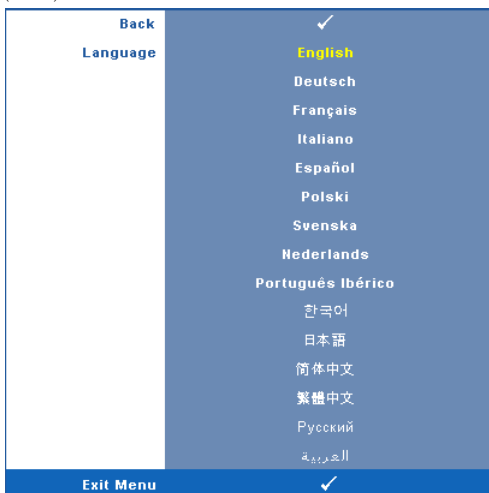 Back ✓
Language English
Deutsch
Français
Italiano
Español
Polski
Svenska
Nederlands
Português Ibérico
한국어
日本語
简体中文
繁體中文
Русский
العربية
Exit Menu ✓